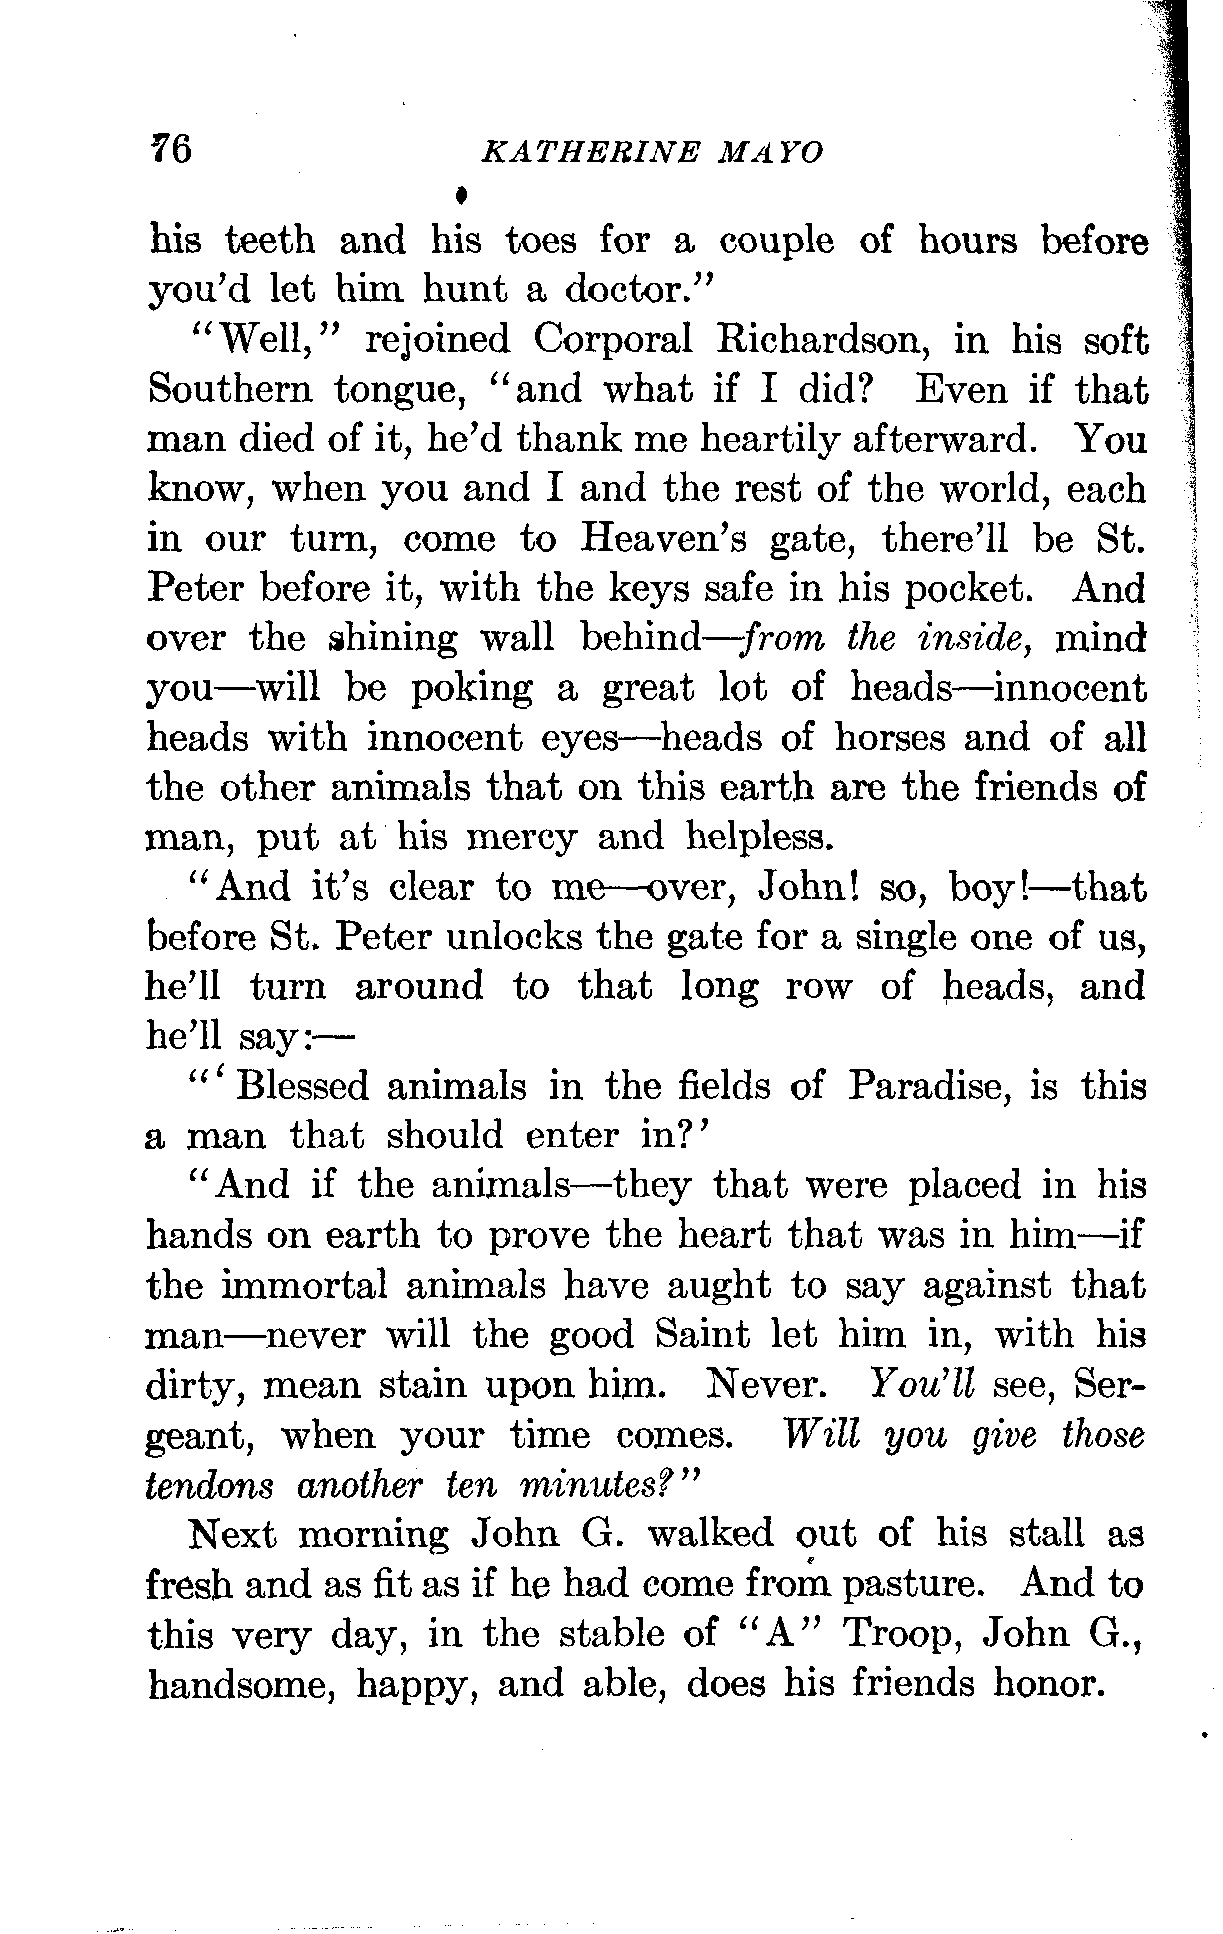 76 KATHERINE MAYO
his teeth and his toes for a couple of hours before
you'd let him hunt a doctor."
"Well," rejoined Corporal Richardson, in his soft
Southern tongue, "and what if I did? Even if that
man died of it, he'd thank me heartily afterward. You
know, when you and I and the rest of the world, each
in our turn, come to Heaven's gate, there'll be St.
Peter before it, with the keys safe in his pocket. And
over the shining wall behind—from the inside, mind
you—will be poking a great lot of heads—innocent
heads with innocent eyes—heads of horses and of all
the other animals that on this earth are the friends of
man, put at his mercy and helpless.
"And it's clear to me—over, John! so, boy!—that
before St. Peter unlocks the gate for a single one of us,
he'll turn around to that long row of heads, and
he'll say:—
"'Blessed animals in the fields of Paradise, is this
a man that should enter in?'
"And if the animals—they that were placed in his
hands on earth to prove the heart that was in him—if
the immortal animals have aught to say against that
man—never will the good Saint let him in, with his
dirty, mean stain upon him. Never. You'll see, Ser-
geant, when your time comes. Will you give those
tendons another ten minutes?"
Next morning John G. walked out of his stall as
fresh and as fit as if he had come from pasture. And to
this very day, in the stable of "A" Troop, John G.,
handsome, happy, and able, does his friends honor.